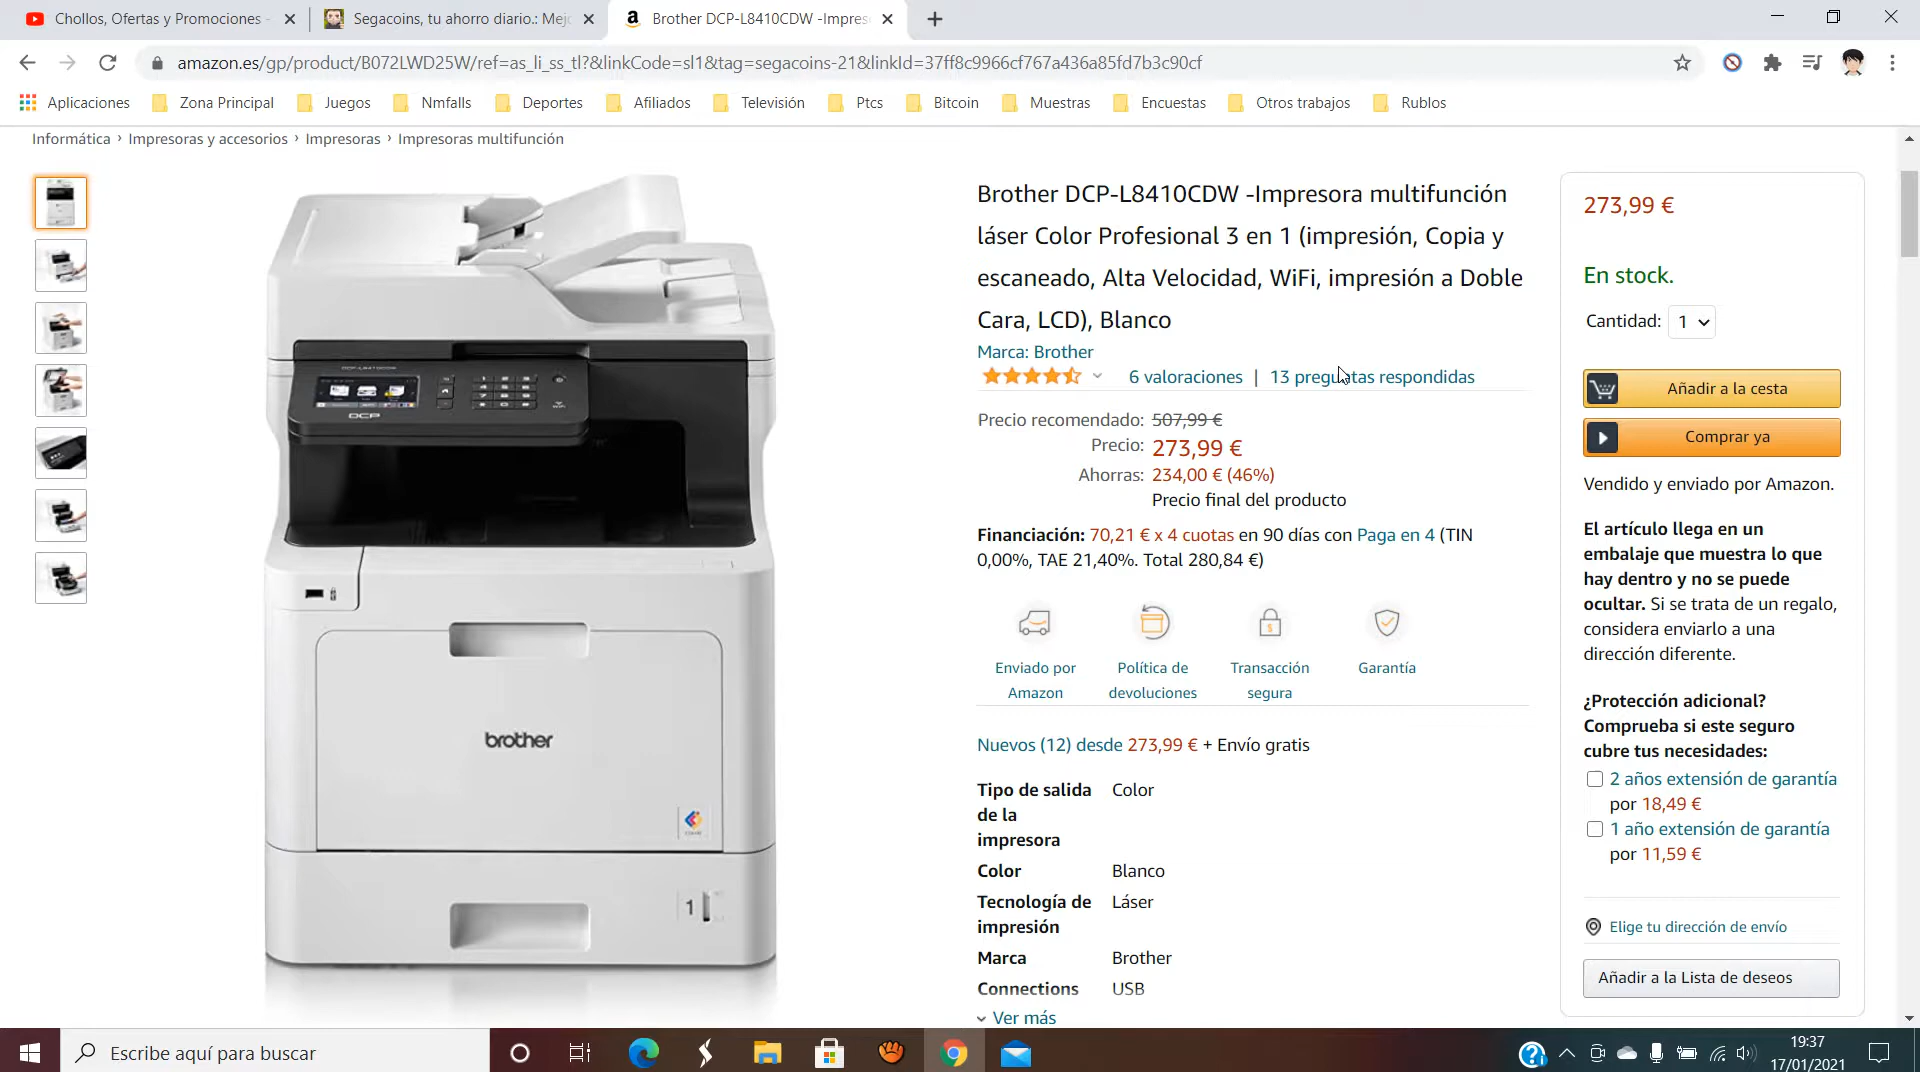 Chollos, Ofertas y Promociones -
Segacoins, tu ahorro diario.: Mejo
Brother DCP-L8410CDW -Impreso
amazon.es/gp/product/B072LWD25W/ref=as_li_ss_tl?&linkCode=sl1&tag=segacoins-21&linkId=37ff8c9966cf767a436a85fd7b3c90cf
Aplicaciones Zona Principal Juegos Nmfalls Deportes Afiliados Televisión Ptcs Bitcoin Muestras Encuestas Otros trabajos Rublos
Informática › Impresoras y accesorios › Impresoras › Impresoras multifunción
DCP
brother
1
Brother DCP-L8410CDW -Impresora multifunción
láser Color Profesional 3 en 1 (impresión, Copia y
escaneado, Alta Velocidad, WiFi, impresión a Doble
Cara, LCD), Blanco
Marca: Brother
6 valoraciones | 13 preguntas respondidas
Precio recomendado: 507,99 €
Precio: 273,99 €
Ahorras: 234,00 € (46%)
Precio final del producto
Financiación: 70,21 € x 4 cuotas en 90 días con Paga en 4 (TIN
0,00%, TAE 21,40%. Total 280,84 €)
Enviado por
Amazon
Política de
devoluciones
Transacción
segura
Garantía
Nuevos (12) desde 273,99 € + Envío gratis
Tipo de salida
de la
impresora
Color
Color Blanco
Tecnología de
impresión
Láser
Marca Brother
Connections USB
Ver más
273,99 €
En stock.
Cantidad: 1
Añadir a la cesta
Comprar ya
Vendido y enviado por Amazon.
El artículo llega en un
embalaje que muestra lo que
hay dentro y no se puede
ocultar. Si se trata de un regalo,
considera enviarlo a una
dirección diferente.
¿Protección adicional?
Comprueba si este seguro
cubre tus necesidades:
2 años extensión de garantía
por 18,49 €
1 año extensión de garantía
por 11,59 €
Elige tu dirección de envío
Añadir a la Lista de deseos
Escribe aquí para buscar
19:37
17/01/2021